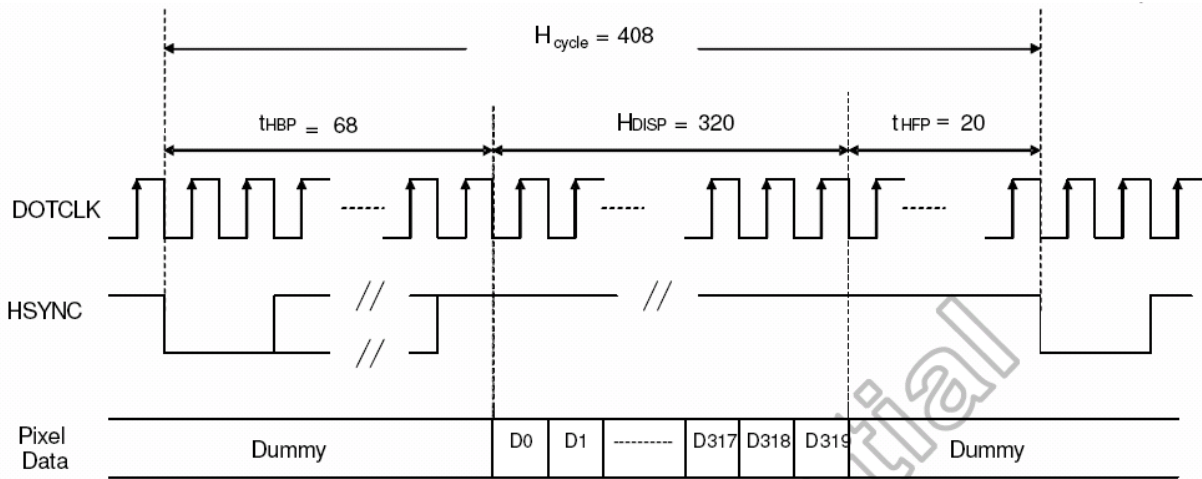 Hcycle = 408
tHBP = 68
HDISP = 320
tHFP = 20
DOTCLK
HSYNC
Pixel
Data
Dummy
D0
D1
D317
D318
D319
Dummy
tial